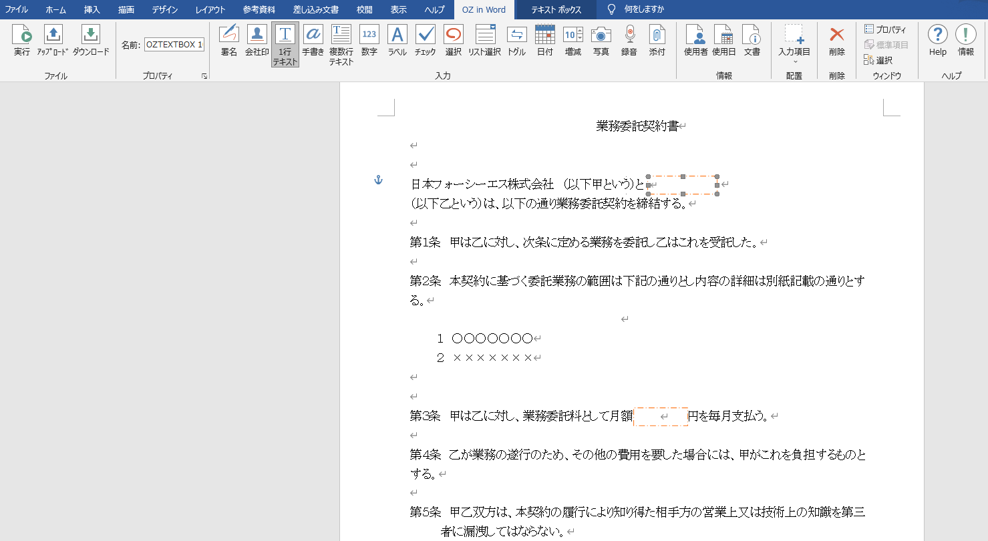 ファイル ホーム 挿入 描画 デザイン レイアウト 参考資料 差し込み文書 校閲 表示 ヘルプ OZ in Word テキスト ボックス 何をしますか
実行 アップロード ダウンロード
ファイル
名前: OZTEXTBOX 1
プロパティ
署名 会社印 1行テキスト 手書き 複数行テキスト 数字 ラベル チェック 選択 リスト選択 トグル 日付 増減 写真 録音 添付
入力
使用者 使用日 文書
情報
入力項目
配置
削除
削除
プロパティ
標準項目
選択
ウィンドウ
Help 情報
ヘルプ
業務委託契約書
日本フォーシーエス株式会社 （以下甲という）と
（以下乙という）は、以下の通り業務委託契約を締結する。
第1条 甲は乙に対し、次条に定める業務を委託し乙はこれを受託した。
第2条 本契約に基づく委託業務の範囲は下記の通りとし内容の詳細は別紙記載の通りとす
る。
1 〇〇〇〇〇〇〇
2 ×××××××
第3条 甲は乙に対し、業務委託料として月額 円を毎月支払う。
第4条 乙が業務の遂行のため、その他の費用を要した場合には、甲がこれを負担するものと
する。
第5条 甲乙双方は、本契約の履行により知り得た相手方の営業上又は技術上の知識を第三
者に漏洩してはならない。